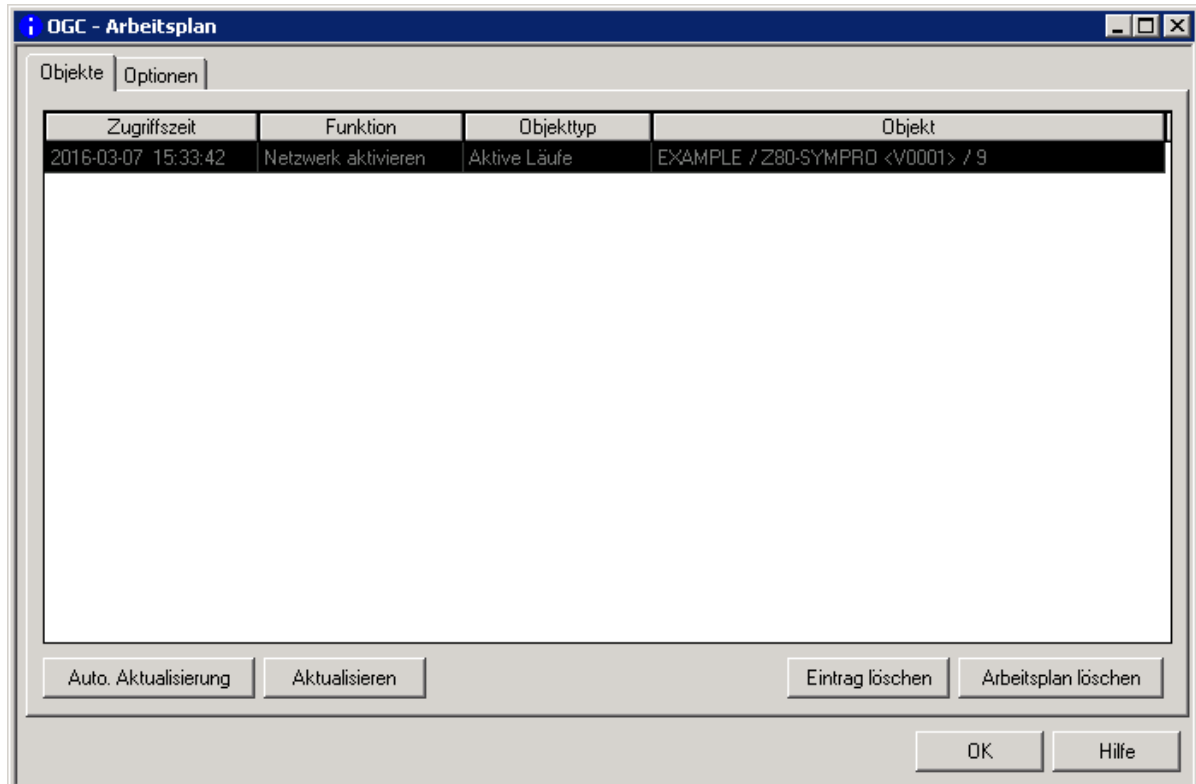 OGC - Arbeitsplan
Objekte Optionen
Zugriffszeit Funktion Objekttyp Objekt
2016-03-07 15:33:42 Netzwerk aktivieren Aktive Läufe EXAMPLE / Z80-SYMPRO <V0001> / 9
Auto. Aktualisierung Aktualisieren Eintrag löschen Arbeitsplan löschen
OK Hilfe